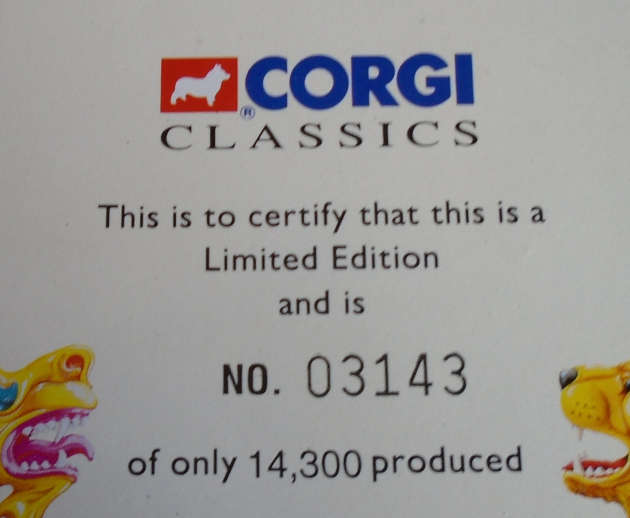 CORGI
®
CLASSICS
This is to certify that this is a
Limited Edition
and is
NO. 03143
of only 14,300 produced